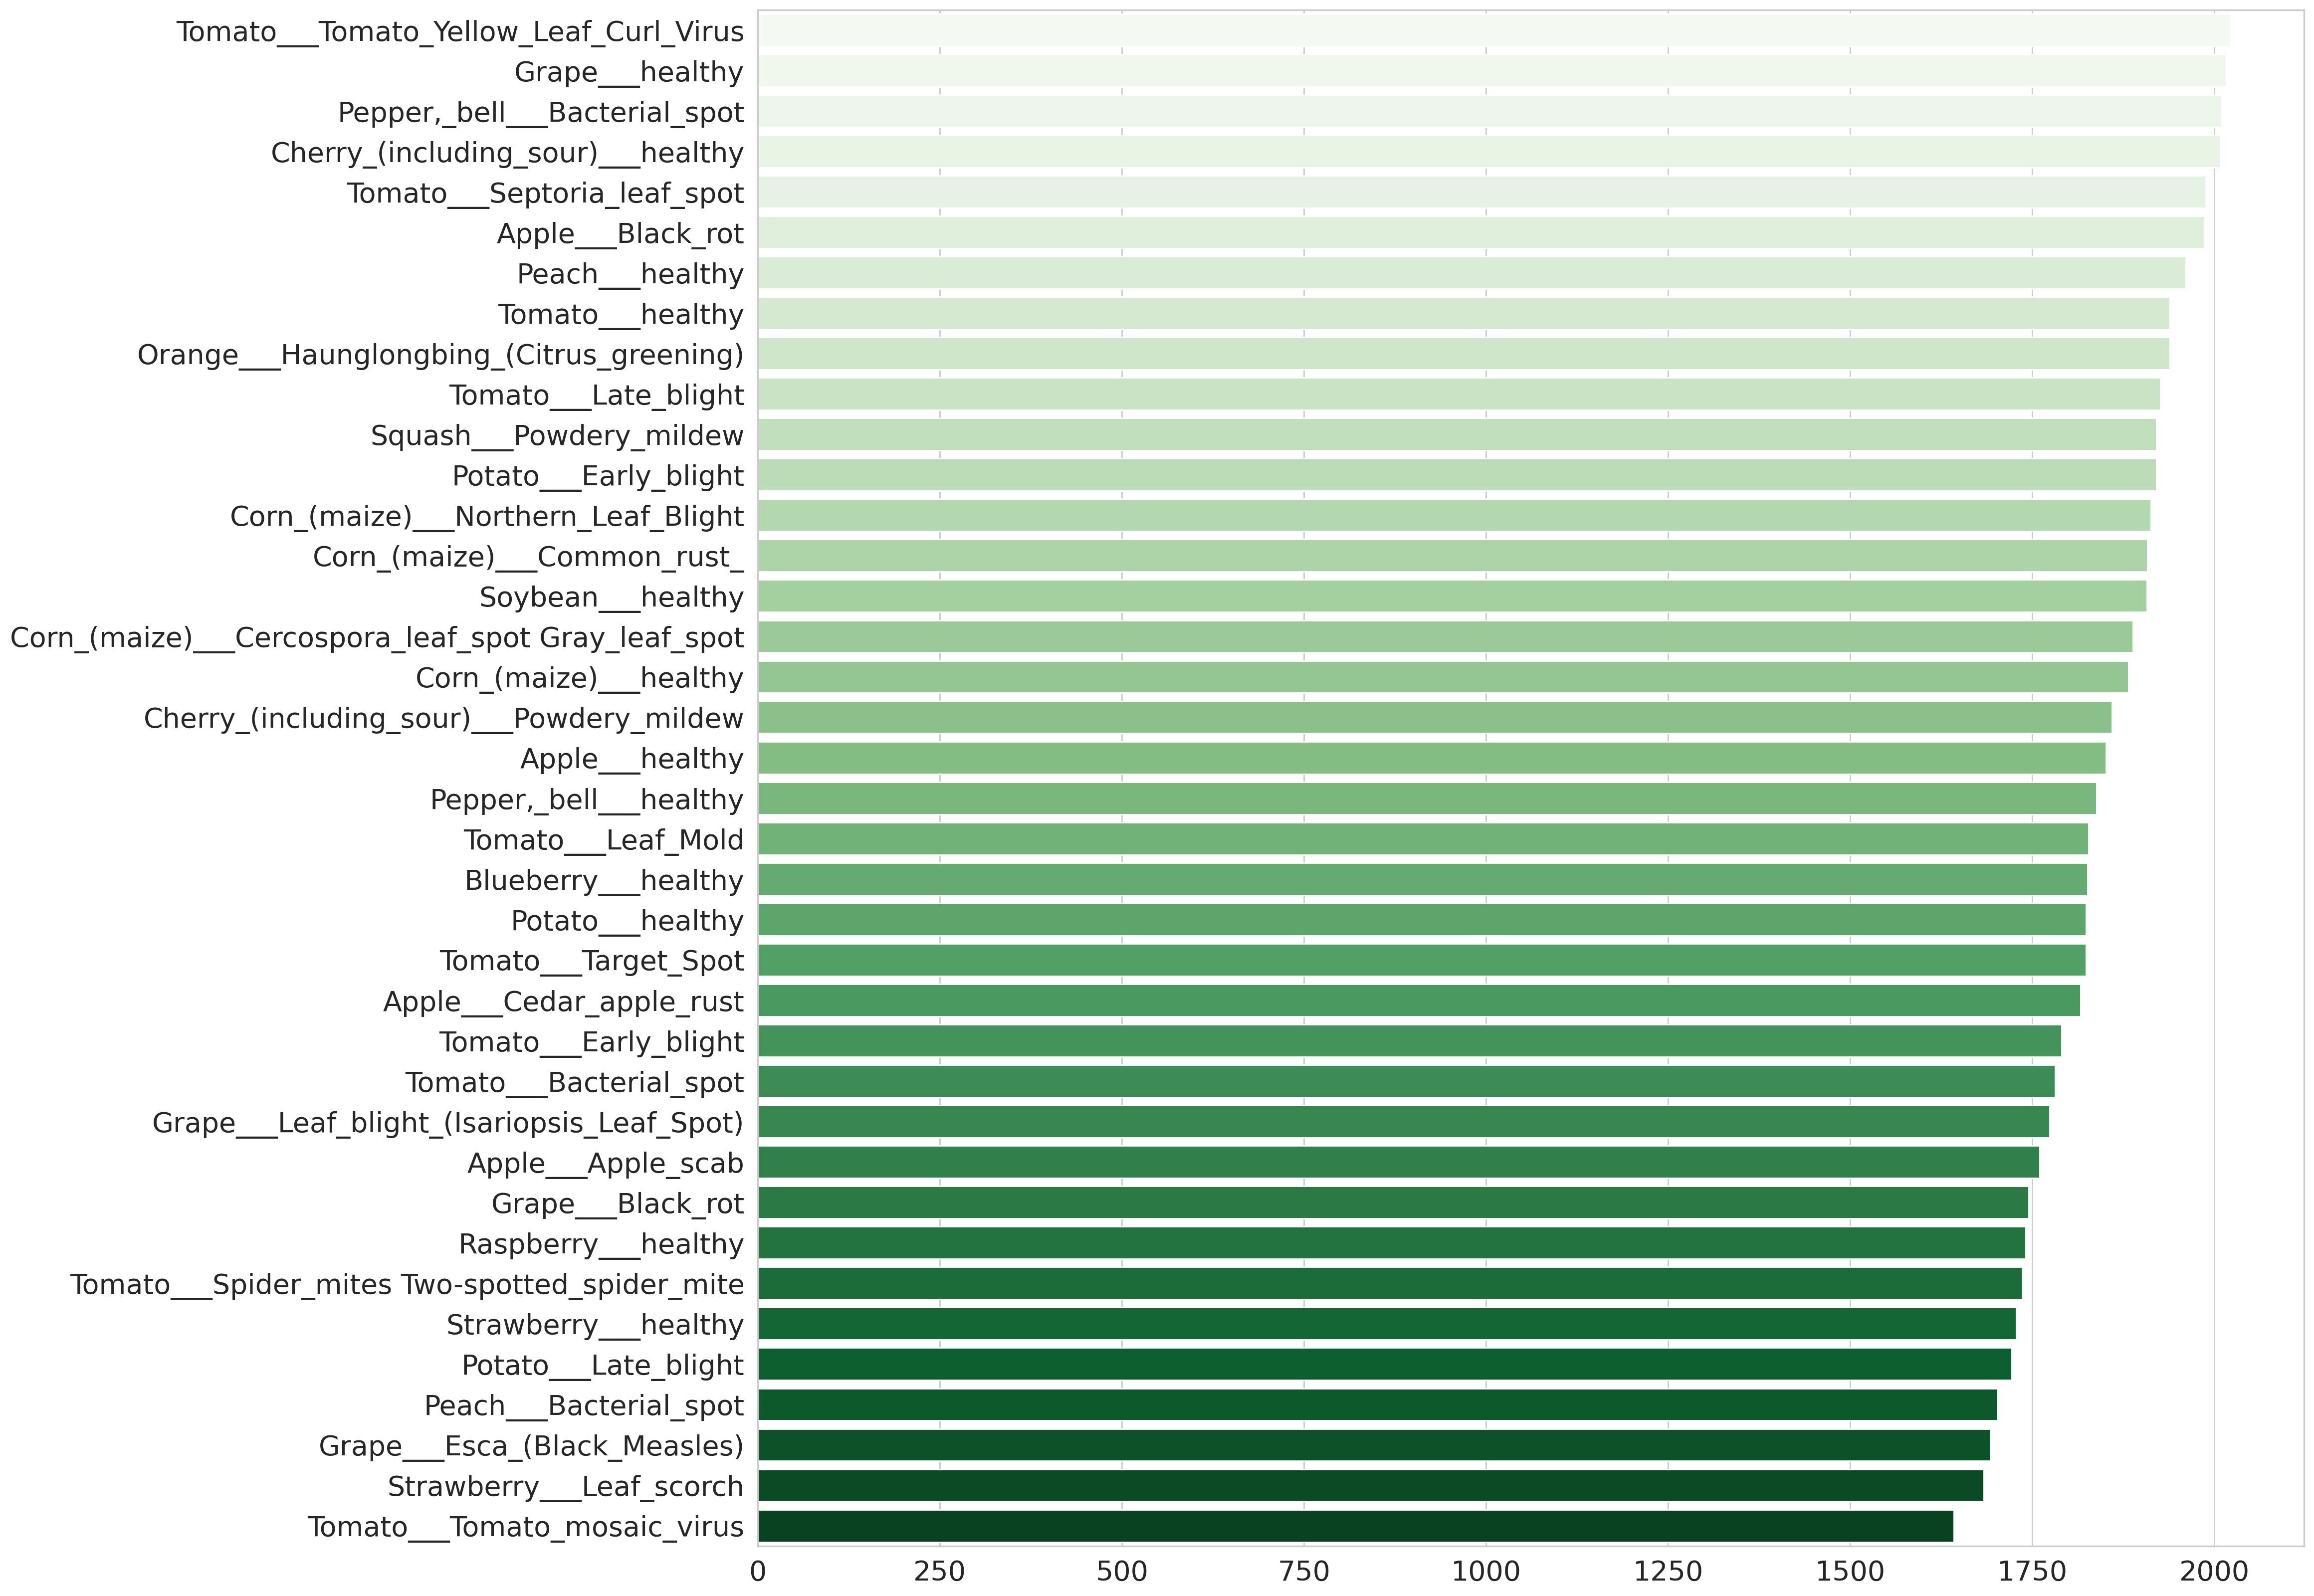 Tomato___Tomato_Yellow_Leaf_Curl_Virus
Grape___healthy
Pepper,_bell___Bacterial_spot
Cherry_(including_sour)___healthy
Tomato___Septoria_leaf_spot
Apple___Black_rot
Peach___healthy
Tomato___healthy
Orange___Haunglongbing_(Citrus_greening)
Tomato___Late_blight
Squash___Powdery_mildew
Potato___Early_blight
Corn_(maize)___Northern_Leaf_Blight
Corn_(maize)___Common_rust_
Soybean___healthy
Corn_(maize)___Cercospora_leaf_spot Gray_leaf_spot
Corn_(maize)___healthy
Cherry_(including_sour)___Powdery_mildew
Apple___healthy
Pepper,_bell___healthy
Tomato___Leaf_Mold
Blueberry___healthy
Potato___healthy
Tomato___Target_Spot
Apple___Cedar_apple_rust
Tomato___Early_blight
Tomato___Bacterial_spot
Grape___Leaf_blight_(Isariopsis_Leaf_Spot)
Apple___Apple_scab
Grape___Black_rot
Raspberry___healthy
Tomato___Spider_mites Two-spotted_spider_mite
Strawberry___healthy
Potato___Late_blight
Peach___Bacterial_spot
Grape___Esca_(Black_Measles)
Strawberry___Leaf_scorch
Tomato___Tomato_mosaic_virus
0 250 500 750 1000 1250 1500 1750 2000